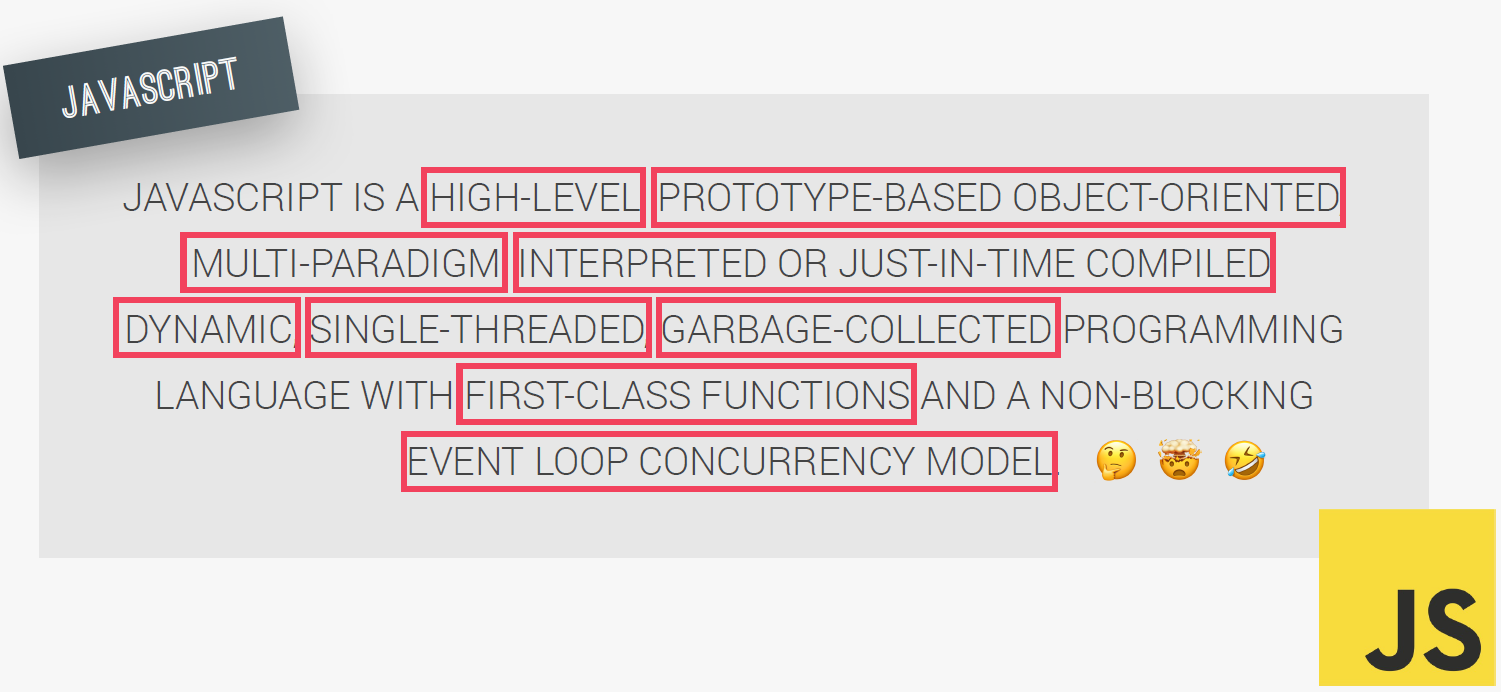 JAVASCRIPT
JAVASCRIPT IS A HIGH-LEVEL PROTOTYPE-BASED OBJECT-ORIENTED
MULTI-PARADIGM INTERPRETED OR JUST-IN-TIME COMPILED
DYNAMIC, SINGLE-THREADED, GARBAGE-COLLECTED PROGRAMMING
LANGUAGE WITH FIRST-CLASS FUNCTIONS AND A NON-BLOCKING
EVENT LOOP CONCURRENCY MODEL. 🤔 🤯 🤣
JS